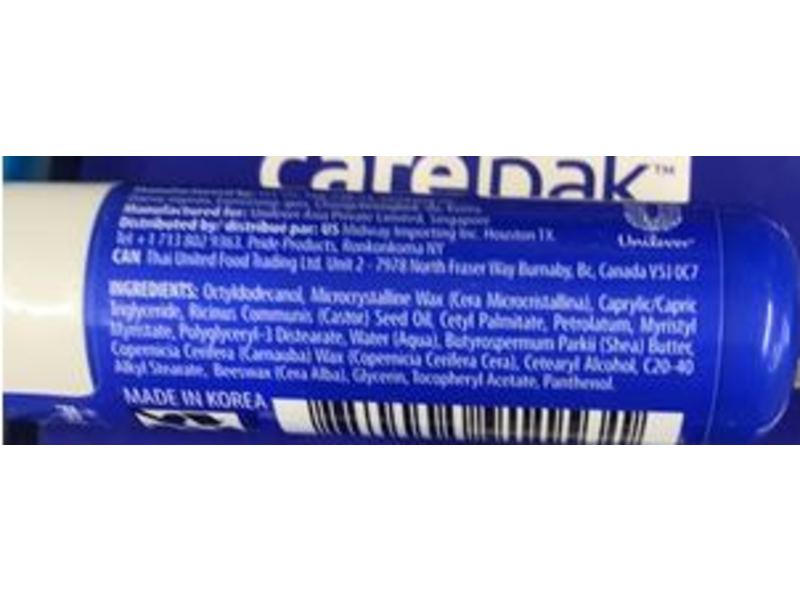 carepak™
Manufactured for: Unilever Asia Private Limited, Singapore
Distributed by/ distribué par: US Midway Importing Inc. Houston TX.
Tel +1 713 802 9363. Pride Products, Ronkonkoma NY
CAN Thai United Food Trading Ltd. Unit 2 - 7978 North Fraser Way Burnaby, Bc, Canada V5J 0C7
Unilever
INGREDIENTS: Octyldodecanol, Microcrystalline Wax (Cera Microcristallina), Caprylic/Capric
Triglyceride, Ricinus Communis (Castor) Seed Oil, Cetyl Palmitate, Petrolatum, Myristyl
Myristate, Polyglyceryl-3 Distearate, Water (Aqua), Butyrospermum Parkii (Shea) Butter,
Copernicia Cerifera (Carnauba) Wax (Copernicia Cerifera Cera), Cetearyl Alcohol, C20-40
Alkyl Stearate, Beeswax (Cera Alba), Glycerin, Tocopheryl Acetate, Panthenol.
MADE IN KOREA